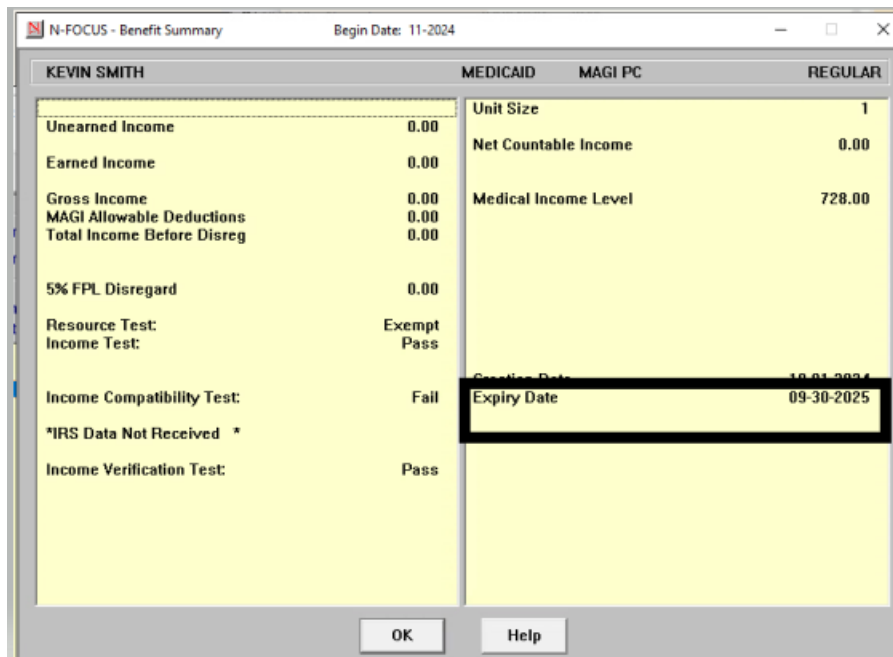 N-FOCUS - Benefit Summary Begin Date: 11-2024
KEVIN SMITH MEDICAID MAGI PC REGULAR
Unearned Income 0.00
Earned Income 0.00
Gross Income 0.00
MAGI Allowable Deductions 0.00
Total Income Before Disreg 0.00
5% FPL Disregard 0.00
Resource Test: Exempt
Income Test: Pass
Income Compatibility Test: Fail
*IRS Data Not Received *
Income Verification Test: Pass
Unit Size 1
Net Countable Income 0.00
Medical Income Level 728.00
Creation Date
Expiry Date 09-30-2025
OK Help